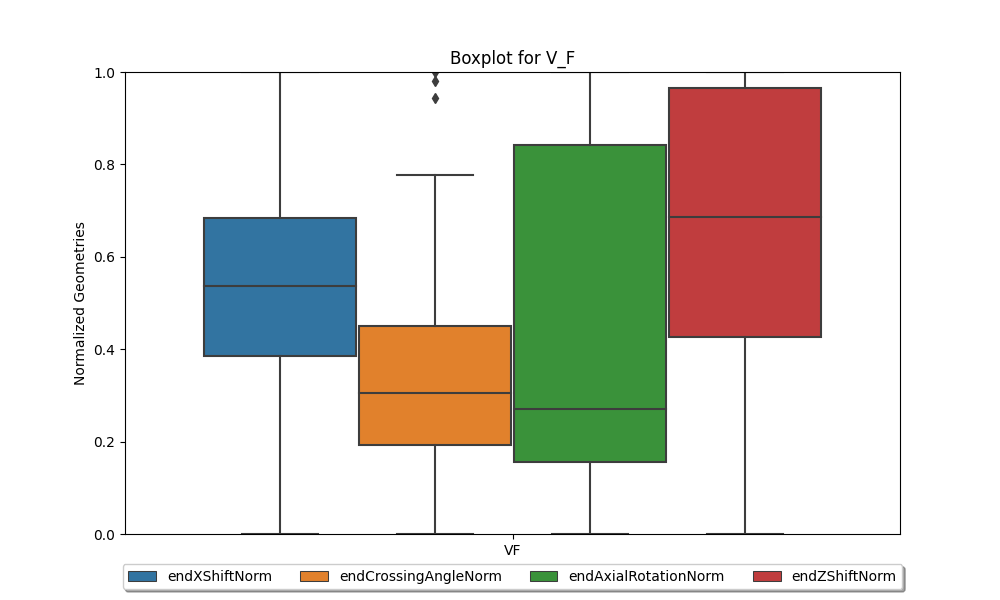 Boxplot for V_F
1.0
0.8
0.6
0.4
0.2
0.0
Normalized Geometries
VF
endXShiftNorm endCrossingAngleNorm endAxialRotationNorm endZShiftNorm